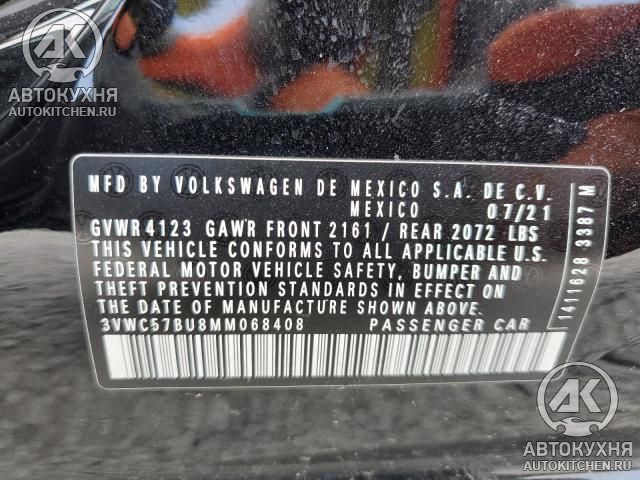 AK
АВТОКУХНЯ
AUTOKITCHEN.RU
MFD BY VOLKSWAGEN DE MEXICO S.A. DE C.V.
MEXICO 07/21
GVWR 4123 GAWR FRONT 2161 / REAR 2072 LBS
THIS VEHICLE CONFORMS TO ALL APPLICABLE U.S.
FEDERAL MOTOR VEHICLE SAFETY, BUMPER AND
THEFT PREVENTION STANDARDS IN EFFECT ON
THE DATE OF MANUFACTURE SHOWN ABOVE.
3VWC57BU8MM068408 PASSENGER CAR
1411628 3387 M
AK
АВТОКУХНЯ
AUTOKITCHEN.RU